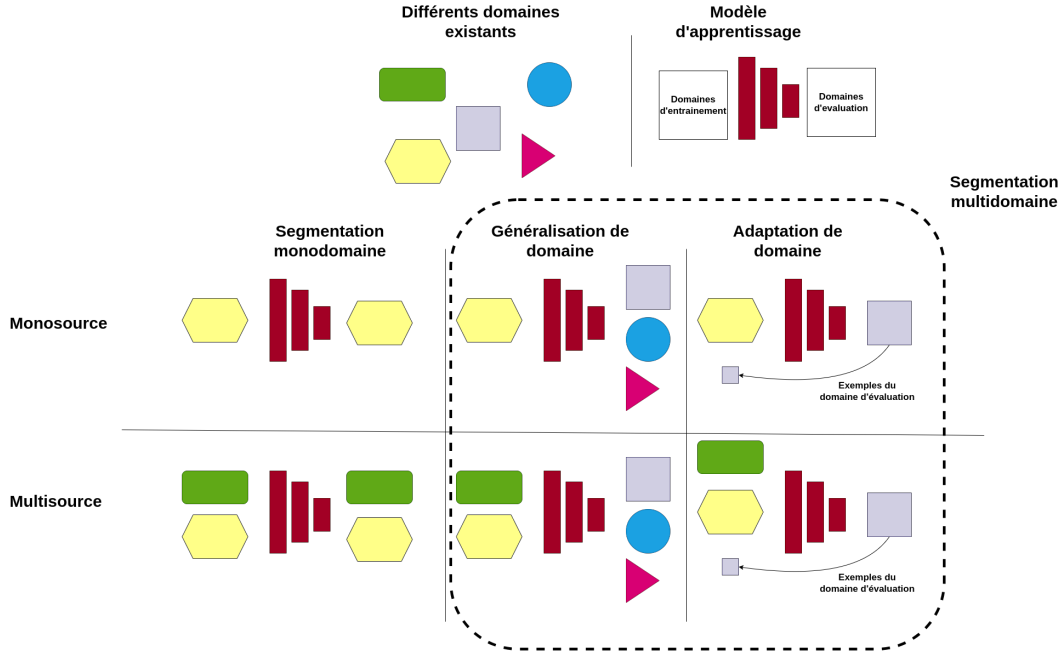 Différents domaines
existants
Modèle
d'apprentissage
Domaines
d'entrainement
Domaines
d'evaluation
Segmentation
multidomaine
Segmentation
monodomaine
Généralisation de
domaine
Adaptation de
domaine
Monosource
Exemples du
domaine d'évaluation
Multisource
Exemples du
domaine d'évaluation